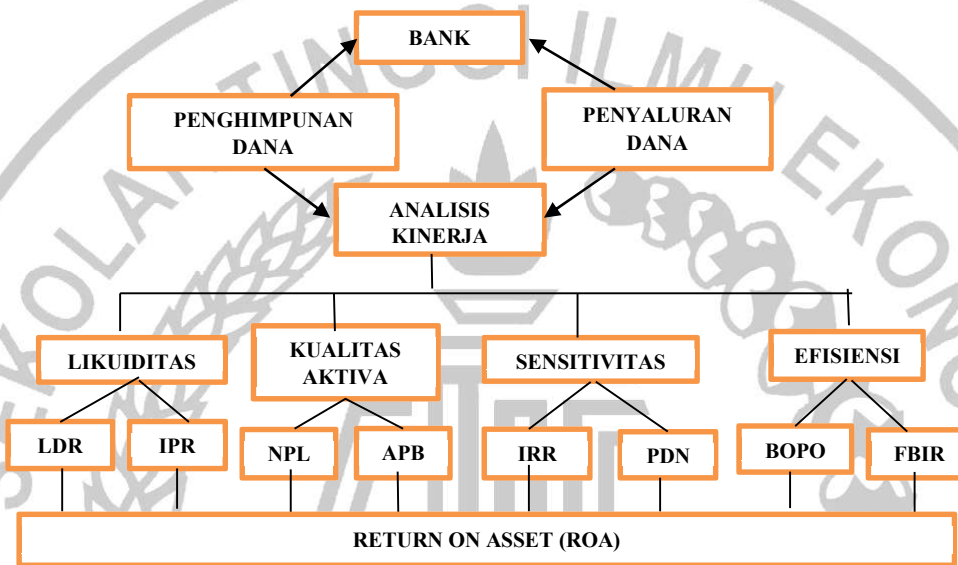 BANK
PENGHIMPUNAN
DANA
PENYALURAN
DANA
ANALISIS
KINERJA
LIKUIDITAS
KUALITAS
AKTIVA
SENSITIVITAS
EFISIENSI
LDR
IPR
NPL
APB
IRR
PDN
BOPO
FBIR
RETURN ON ASSET (ROA)